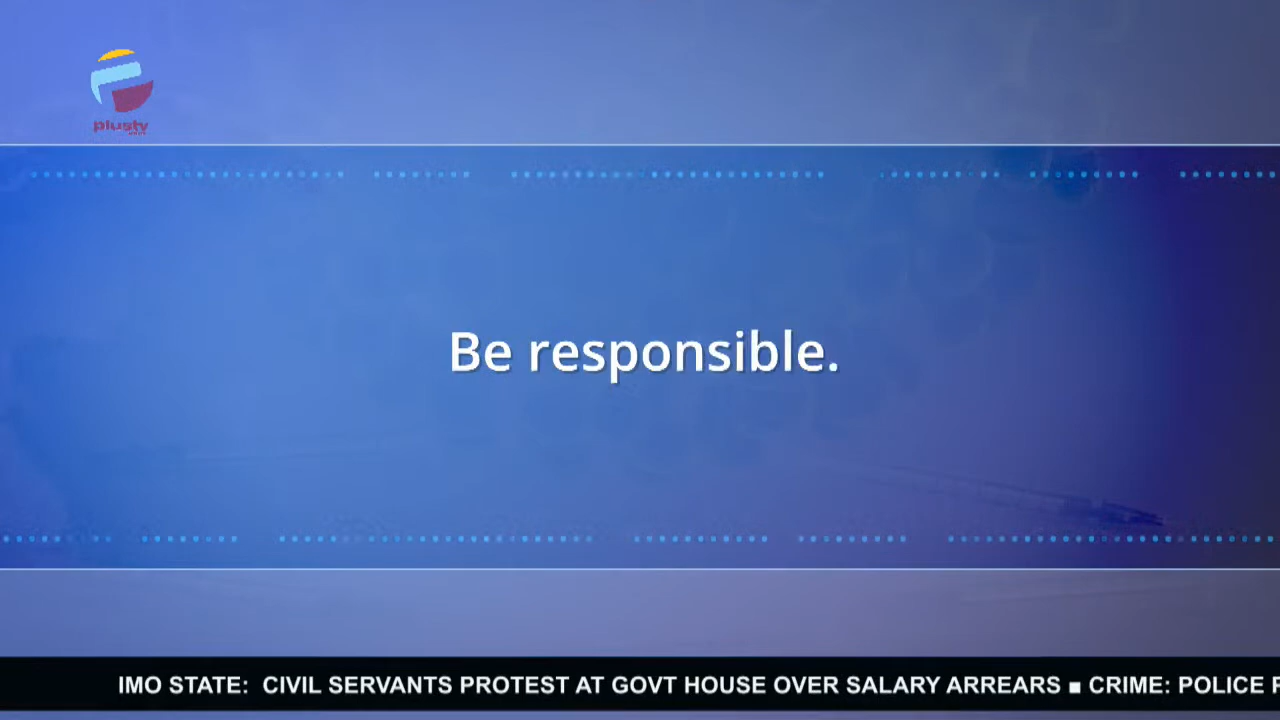 plustv
Be responsible.
IMO STATE: CIVIL SERVANTS PROTEST AT GOVT HOUSE OVER SALARY ARREARS ■ CRIME: POLICE